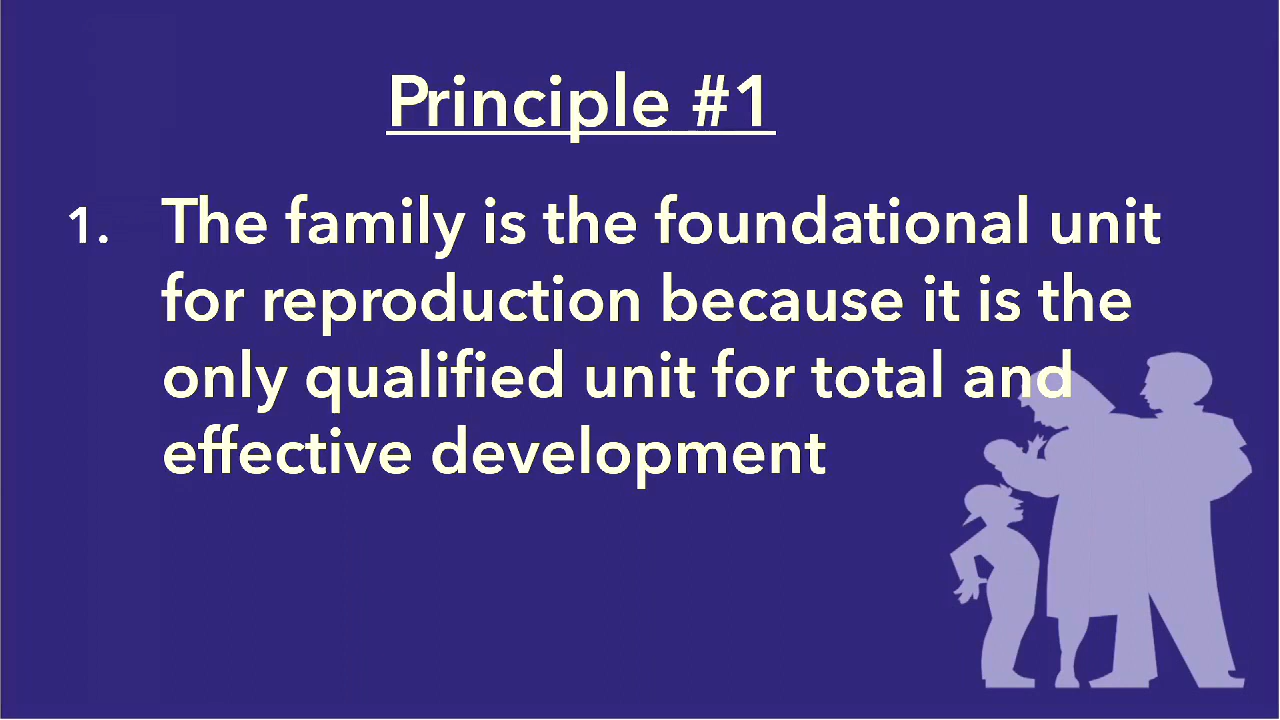 Principle #1
1. The family is the foundational unit
for reproduction because it is the
only qualified unit for total and
effective development